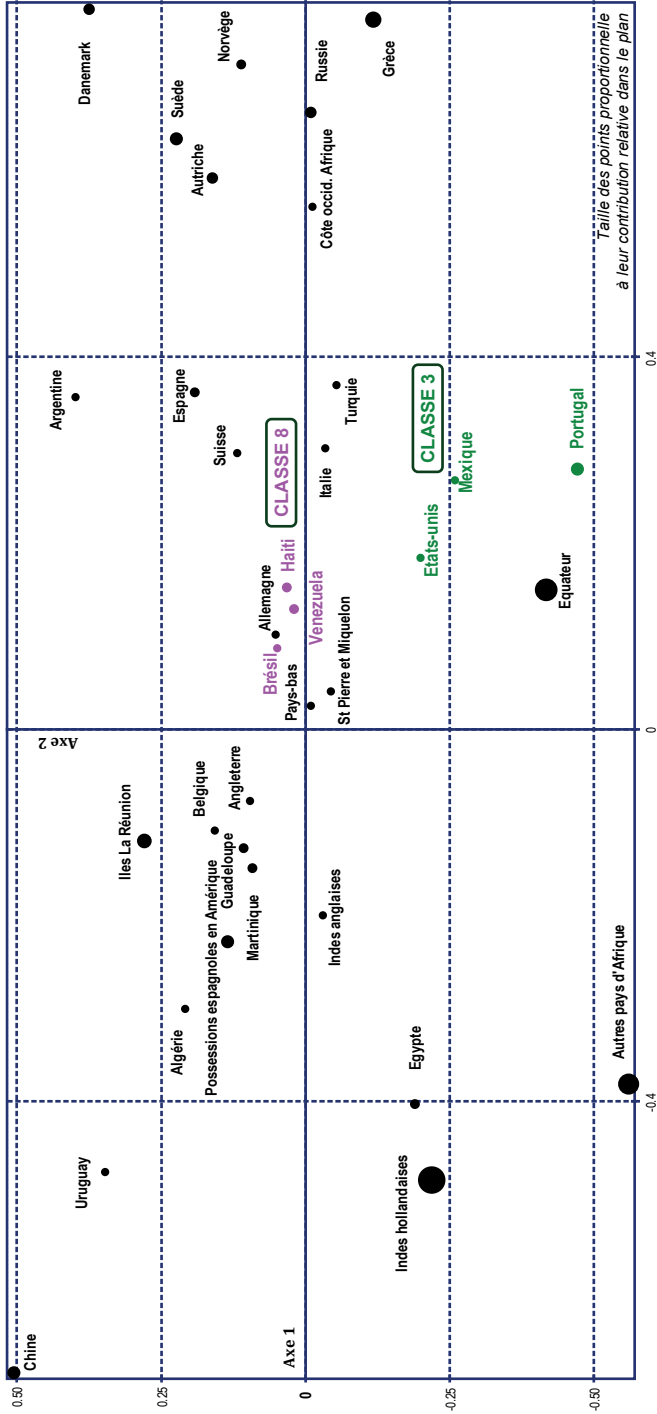 Danemark
Norvège
Suède
Autriche
Russie
Grèce
Côte occid. Afrique
Taille des points proportionnelle
à leur contribution relative dans le plan
Argentine
Espagne
Suisse
CLASSE 8
Italie
Turquie
CLASSE 3
Mexique
Portugal
Etats-unis
Equateur
Haiti
Allemagne
Venezuela
Brésil
Pays-bas
St Pierre et Miquelon
Axe 2
Iles La Réunion
Belgique
Angleterre
Guadeloupe
Possessions espagnoles en Amérique
Martinique
Algérie
Indes anglaises
Egypte
Autres pays d'Afrique
Uruguay
Indes hollandaises
Chine
Axe 1
0.50
0.25
0
-0.25
-0.50
-0.4
0
0.4